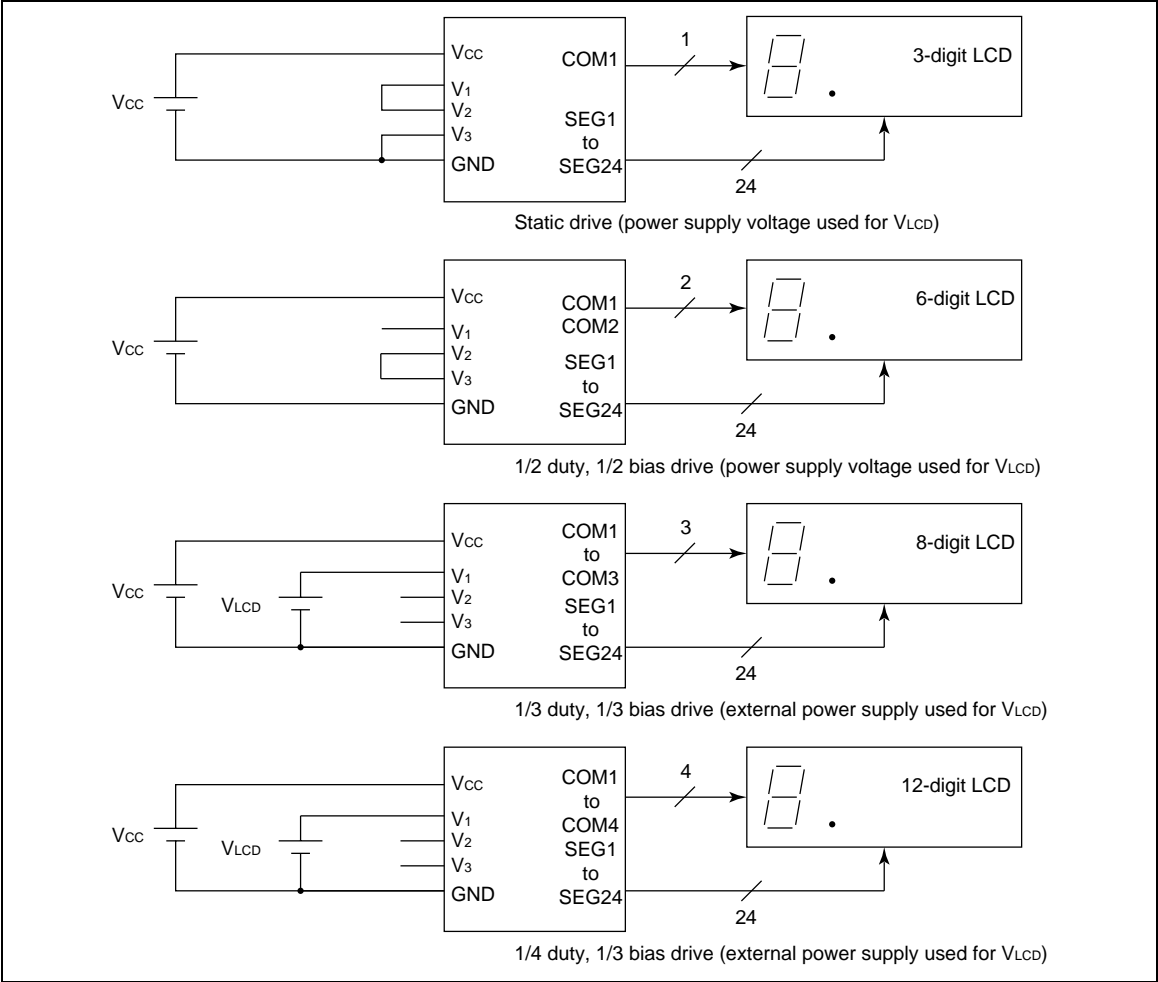 VCC
VCC
V1
V2
V3
GND
COM1
SEG1
to
SEG24
1
24
3-digit LCD
Static drive (power supply voltage used for VLCD)
VCC
VCC
V1
V2
V3
GND
COM1
COM2
SEG1
to
SEG24
2
24
6-digit LCD
1/2 duty, 1/2 bias drive (power supply voltage used for VLCD)
VCC
VLCD
VCC
V1
V2
V3
GND
COM1
to
COM3
SEG1
to
SEG24
3
24
8-digit LCD
1/3 duty, 1/3 bias drive (external power supply used for VLCD)
VCC
VLCD
VCC
V1
V2
V3
GND
COM1
to
COM4
SEG1
to
SEG24
4
24
12-digit LCD
1/4 duty, 1/3 bias drive (external power supply used for VLCD)